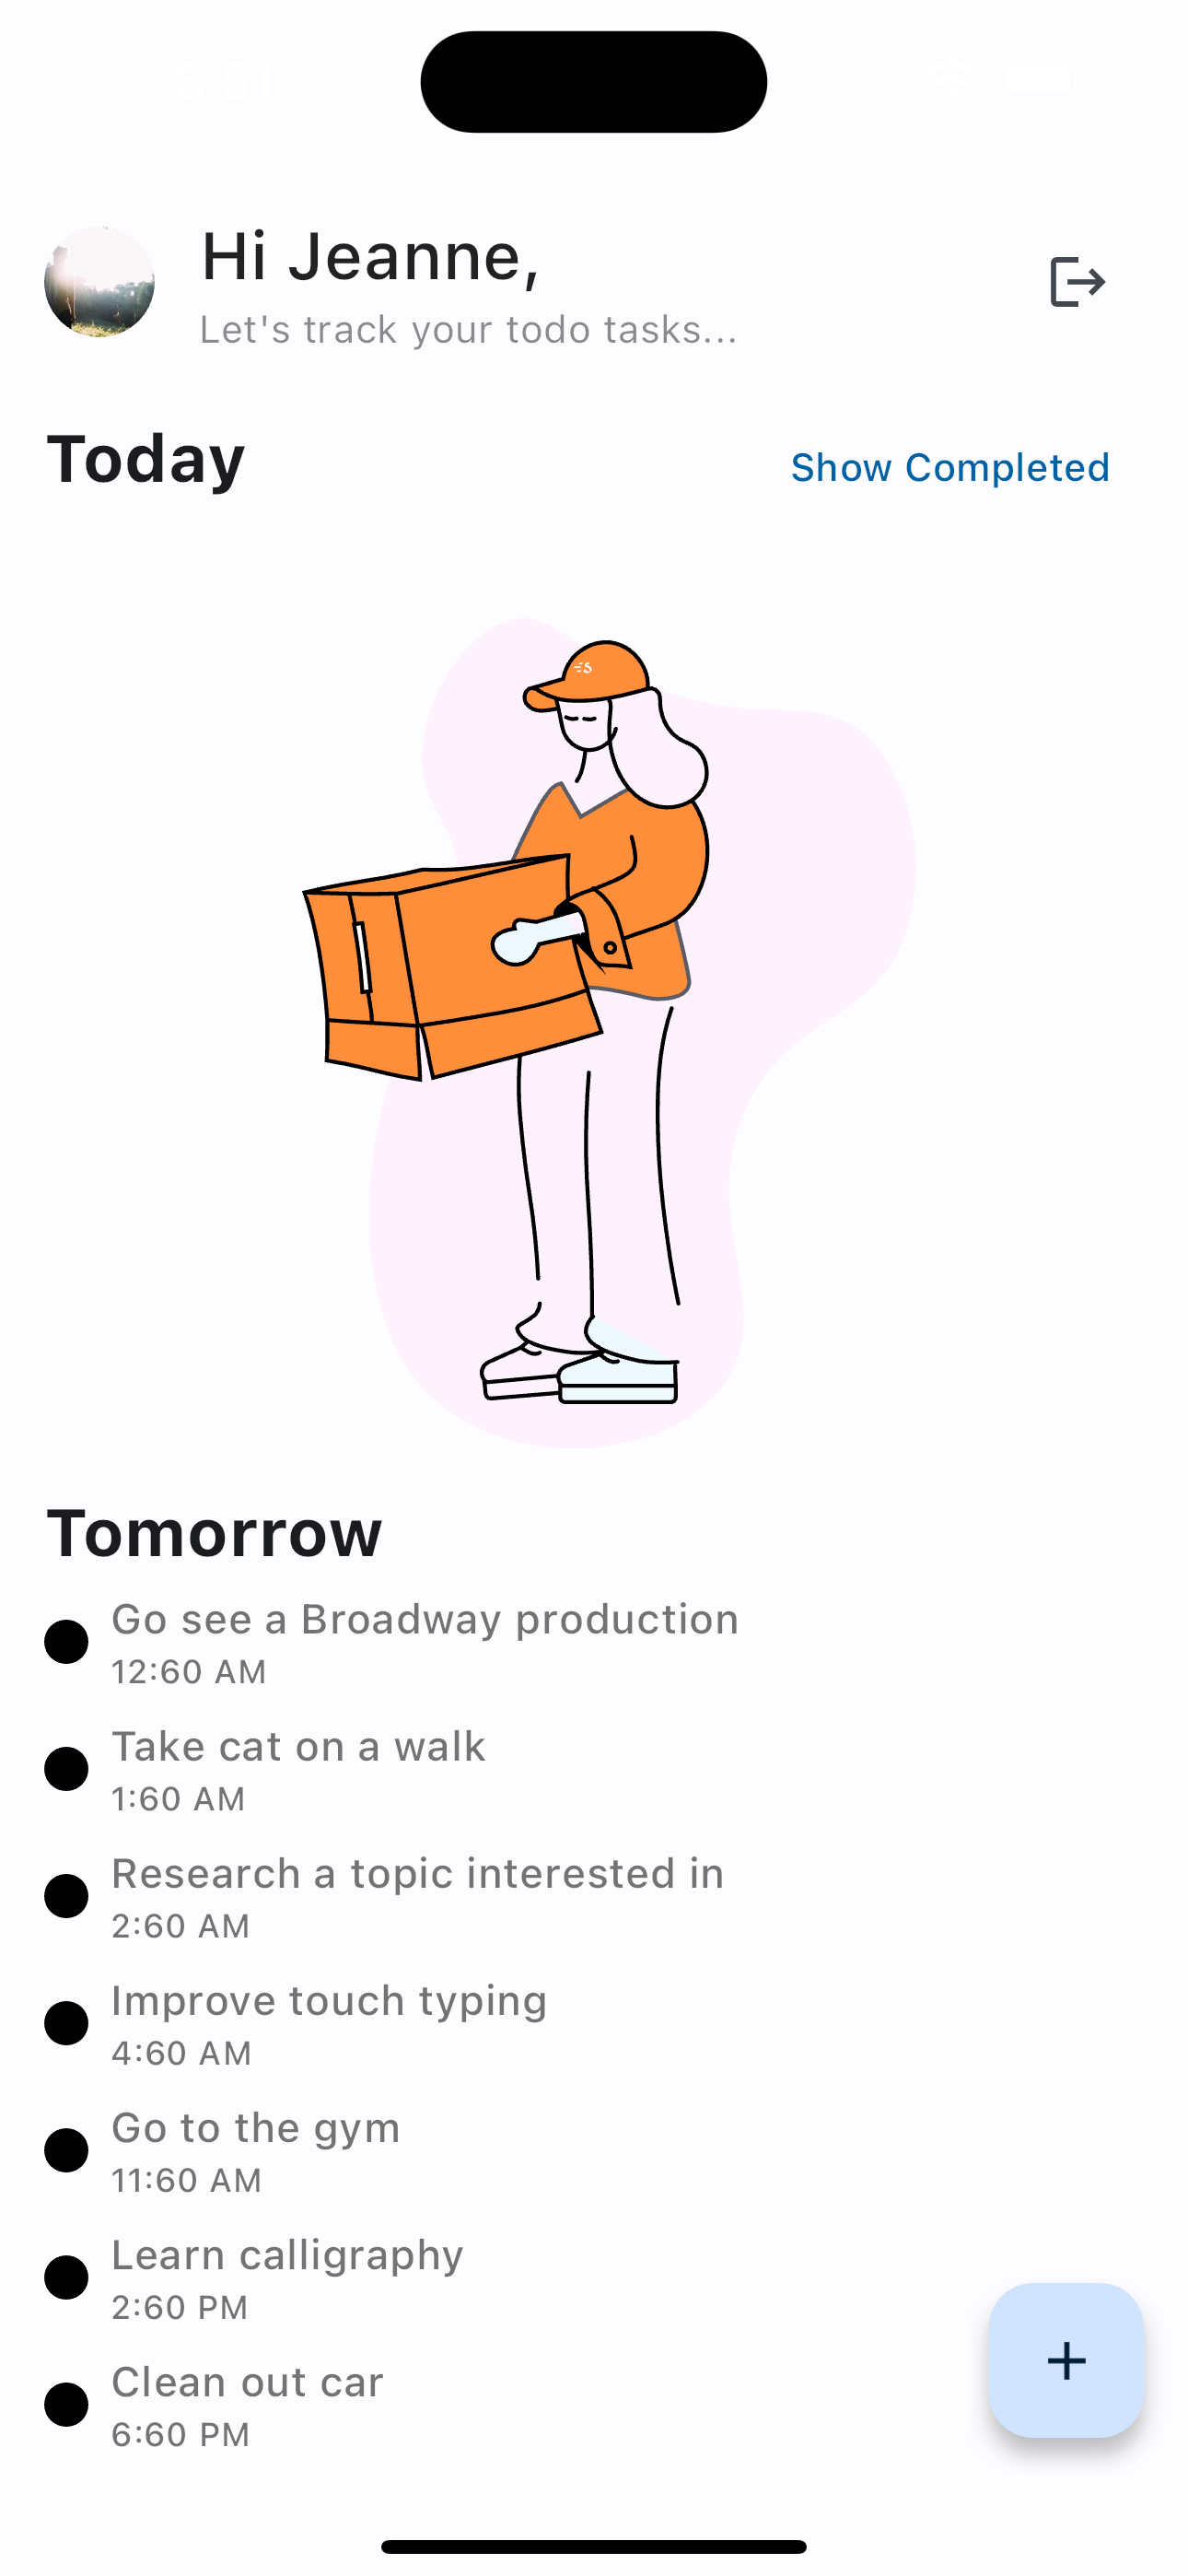 8:51
Hi Jeanne,
Let's track your todo tasks...
Today
Show Completed
Tomorrow
Go see a Broadway production
12:60 AM
Take cat on a walk
1:60 AM
Research a topic interested in
2:60 AM
Improve touch typing
4:60 AM
Go to the gym
11:60 AM
Learn calligraphy
2:60 PM
Clean out car
6:60 PM